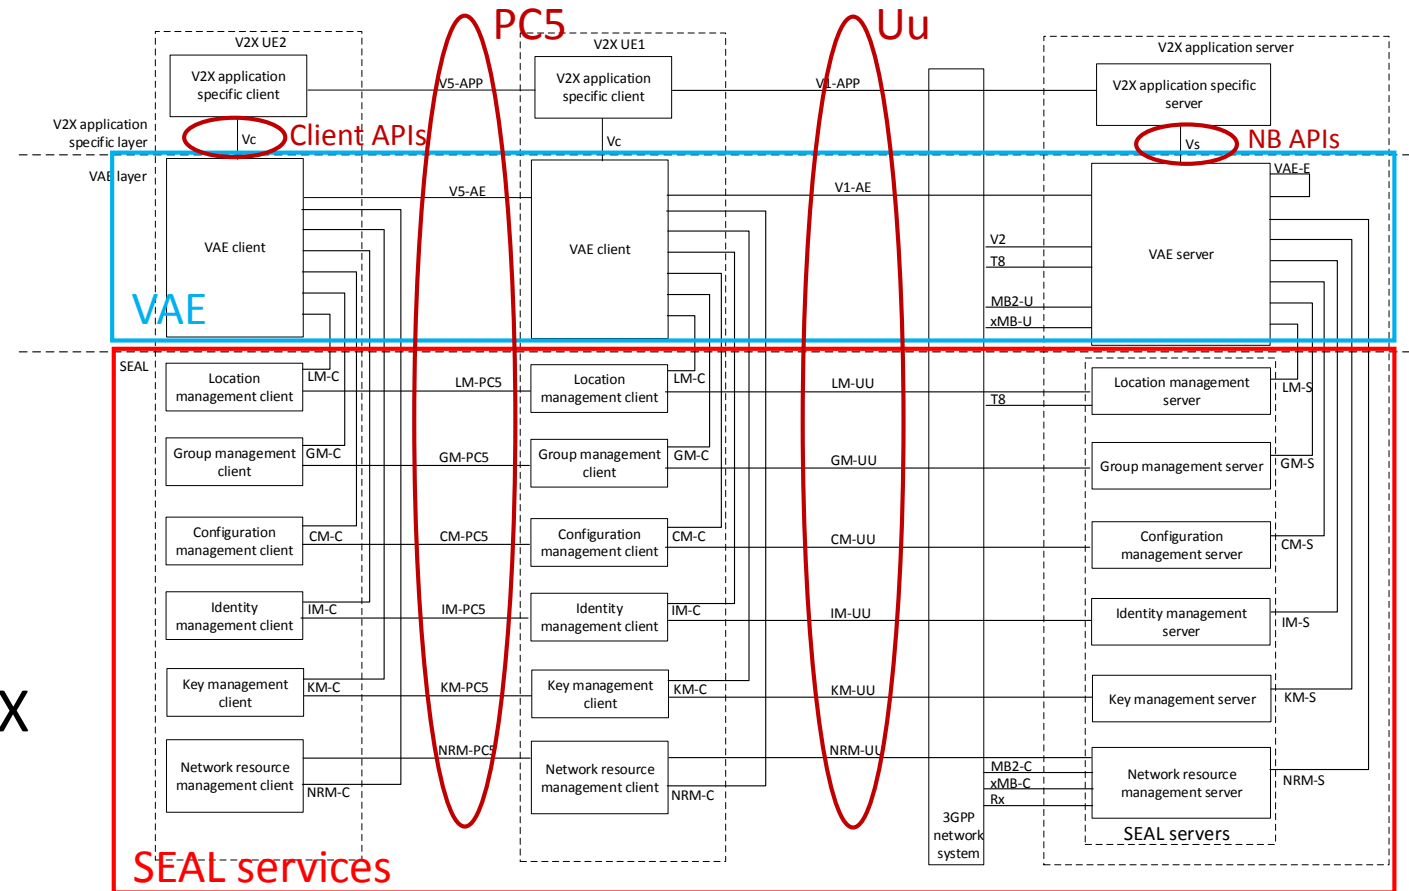 PC5
Uu
V2X UE2
V2X UE1
V2X application server
V2X application
specific client
V5-APP
V2X application
specific client
V1-APP
V2X application specific
server
V2X application
specific layer
Vc
Client APIs
Vc
Vs
NB APIs
VAE layer
VAE-E
V5-AE
V1-AE
VAE client
VAE client
V2
VAE server
T8
VAE
MB2-U
xMB-U
SEAL
Location
management client
LM-C
LM-PC5
Location
management client
LM-C
LM-UU
T8
Location management
server
LM-S
Group management
client
GM-C
GM-PC5
Group management
client
GM-C
GM-UU
Group management server
GM-S
Configuration
management client
CM-C
CM-PC5
Configuration
management client
CM-C
CM-UU
Configuration
management server
CM-S
Identity
management client
IM-C
IM-PC5
Identity
management client
IM-C
IM-UU
Identity management
server
IM-S
Key management
client
KM-C
KM-PC5
Key management
client
KM-C
KM-UU
Key management server
KM-S
X
Network resource
management client
NRM-C
NRM-PC5
Network resource
management client
NRM-C
NRM-UU
MB2-C
xMB-C
Rx
Network resource
management server
NRM-S
3GPP
network
system
SEAL servers
SEAL services